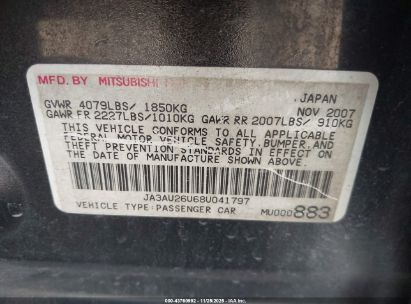 MFD. BY MITSUBISHI
JAPAN
GVWR 4079LBS/ 1850KG NOV 2007
GAWR FR 2227LBS/1010KG GAWR RR 2007LBS/ 910KG
THIS VEHICLE CONFORMS TO ALL APPLICABLE
FEDERAL MOTOR VEHICLE SAFETY,BUMPER,AND
THEFT PREVENTION STANDARDS IN EFFECT ON
THE DATE OF MANUFACTURE SHOWN ABOVE.
JA3AU26U68U041797
VEHICLE TYPE:PASSENGER CAR MU000883